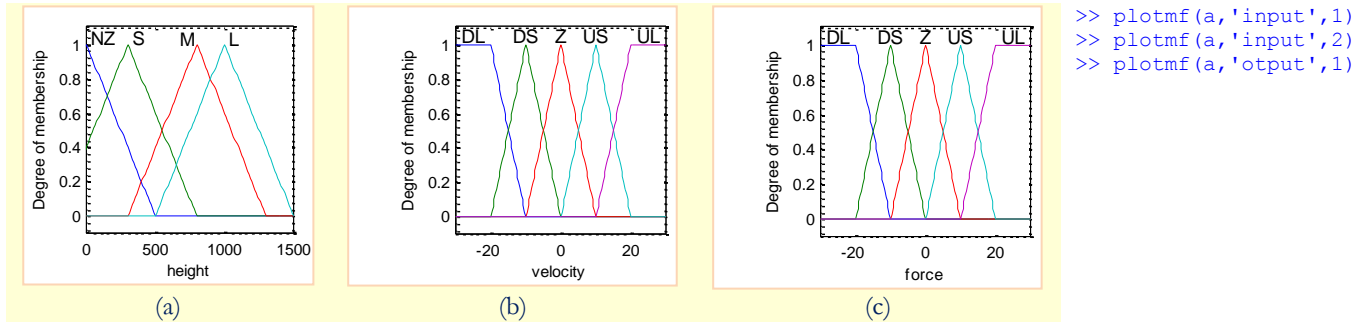 NZ S M L
1
0.8
0.6
0.4
0.2
0
Degree of membership
0 500 1000 1500
height
(a)
DL DS Z US UL
1
0.8
0.6
0.4
0.2
0
Degree of membership
-20 0 20
velocity
(b)
DL DS Z US UL
1
0.8
0.6
0.4
0.2
0
Degree of membership
-20 0 20
force
(c)
>> plotmf(a,'input',1)
>> plotmf(a,'input',2)
>> plotmf(a,'otput',1)